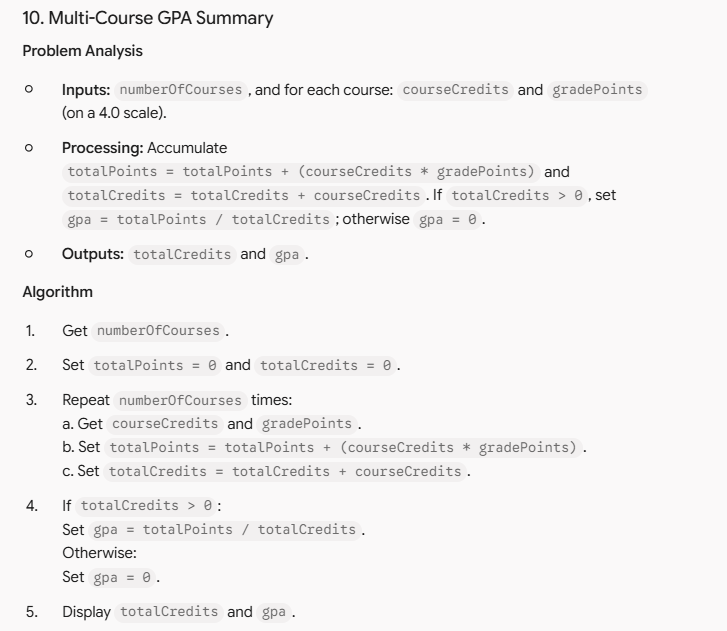 10. Multi-Course GPA Summary
Problem Analysis
Inputs: numberOfCourses, and for each course: courseCredits and gradePoints
(on a 4.0 scale).
Processing: Accumulate
totalPoints = totalPoints + (courseCredits * gradePoints) and
totalCredits = totalCredits + courseCredits. If totalCredits > 0, set
gpa = totalPoints / totalCredits; otherwise gpa = 0.
Outputs: totalCredits and gpa.
Algorithm
1. Get numberOfCourses.
2. Set totalPoints = 0 and totalCredits = 0.
3. Repeat numberOfCourses times:
a. Get courseCredits and gradePoints.
b. Set totalPoints = totalPoints + (courseCredits * gradePoints).
c. Set totalCredits = totalCredits + courseCredits.
4. If totalCredits > 0:
Set gpa = totalPoints / totalCredits.
Otherwise:
Set gpa = 0.
5. Display totalCredits and gpa.